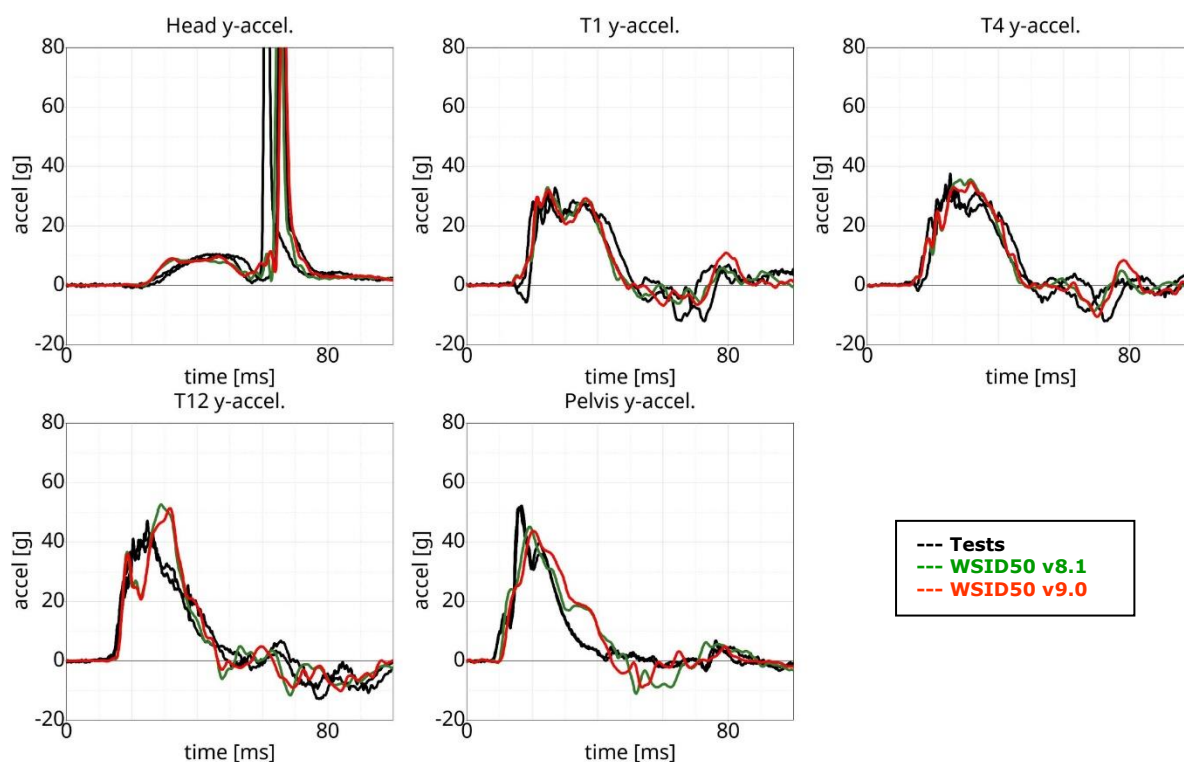 Head y-accel.
80
60
40
20
0
-20
accel [g]
0
80
time [ms]
T1 y-accel.
80
60
40
20
0
-20
accel [g]
0
80
time [ms]
T4 y-accel.
80
60
40
20
0
-20
accel [g]
0
80
time [ms]
T12 y-accel.
80
60
40
20
0
-20
accel [g]
0
80
time [ms]
Pelvis y-accel.
80
60
40
20
0
-20
accel [g]
0
80
time [ms]
--- Tests
--- WSID50 v8.1
--- WSID50 v9.0